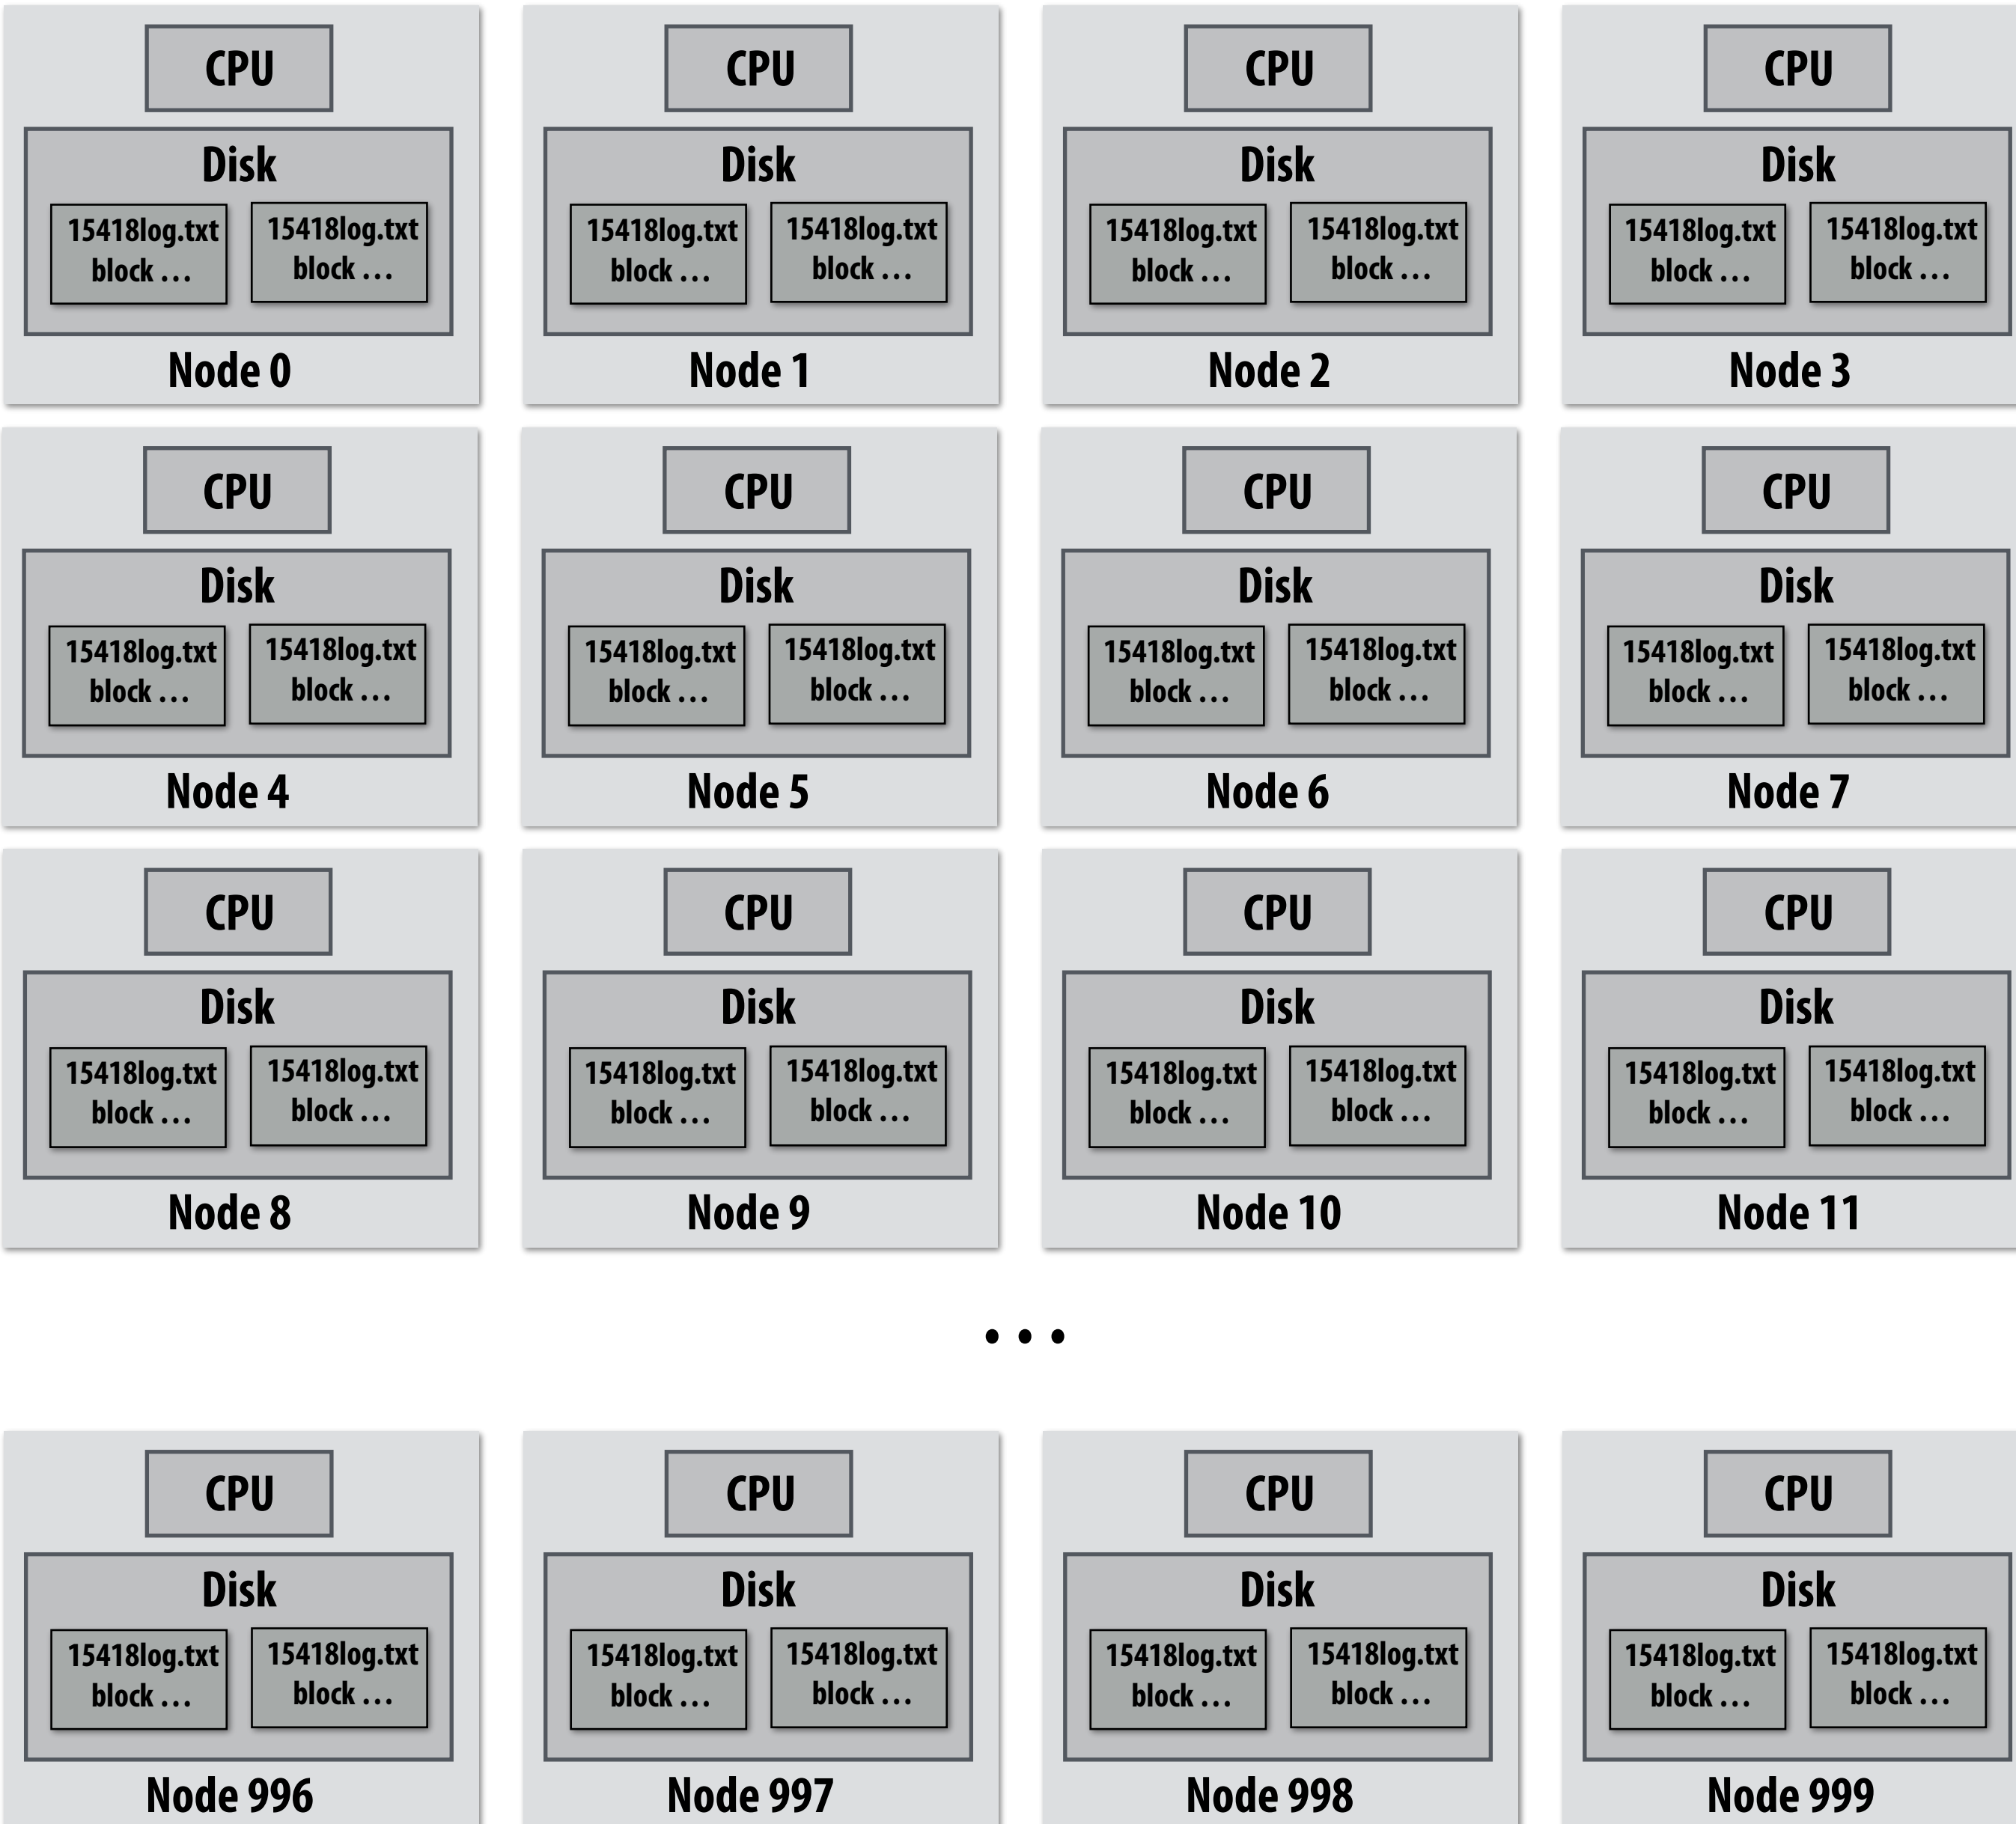 CPU
Disk
15418log.txt
block . . .
15418log.txt
block . . .
Node 0
CPU
Disk
15418log.txt
block . . .
15418log.txt
block . . .
Node 1
CPU
Disk
15418log.txt
block . . .
15418log.txt
block . . .
Node 2
CPU
Disk
15418log.txt
block . . .
15418log.txt
block . . .
Node 3
CPU
Disk
15418log.txt
block . . .
15418log.txt
block . . .
Node 4
CPU
Disk
15418log.txt
block . . .
15418log.txt
block . . .
Node 5
CPU
Disk
15418log.txt
block . . .
15418log.txt
block . . .
Node 6
CPU
Disk
15418log.txt
block . . .
15418log.txt
block . . .
Node 7
CPU
Disk
15418log.txt
block . . .
15418log.txt
block . . .
Node 8
CPU
Disk
15418log.txt
block . . .
15418log.txt
block . . .
Node 9
CPU
Disk
15418log.txt
block . . .
15418log.txt
block . . .
Node 10
CPU
Disk
15418log.txt
block . . .
15418log.txt
block . . .
Node 11
. . .
CPU
Disk
15418log.txt
block . . .
15418log.txt
block . . .
Node 996
CPU
Disk
15418log.txt
block . . .
15418log.txt
block . . .
Node 997
CPU
Disk
15418log.txt
block . . .
15418log.txt
block . . .
Node 998
CPU
Disk
15418log.txt
block . . .
15418log.txt
block . . .
Node 999